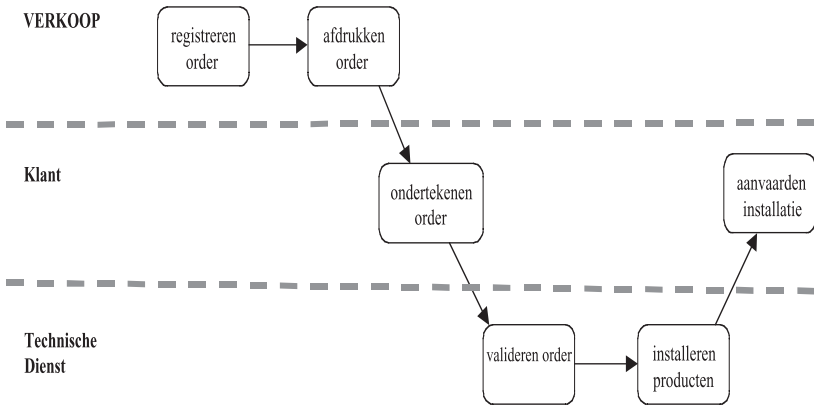 VERKOOP
registreren
order
afdrukken
order
Klant
ondertekenen
order
aanvaarden
installatie
Technische
Dienst
valideren order
installeren
producten